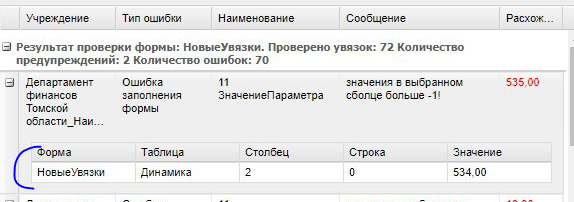 Учреждение Тип ошибки Наименование Сообщение Расхож...
Результат проверки формы: НовыеУвязки. Проверено увязок: 72 Количество
предупреждений: 2 Количество ошибок: 70
Департамент Ошибка 11 значения в выбранном 535,00
финансов заполнения ЗначениеПараметра сболце больше -1!
Томской формы
области_Наи...
Форма Таблица Столбец Строка Значение
НовыеУвязки Динамика 2 0 534,00